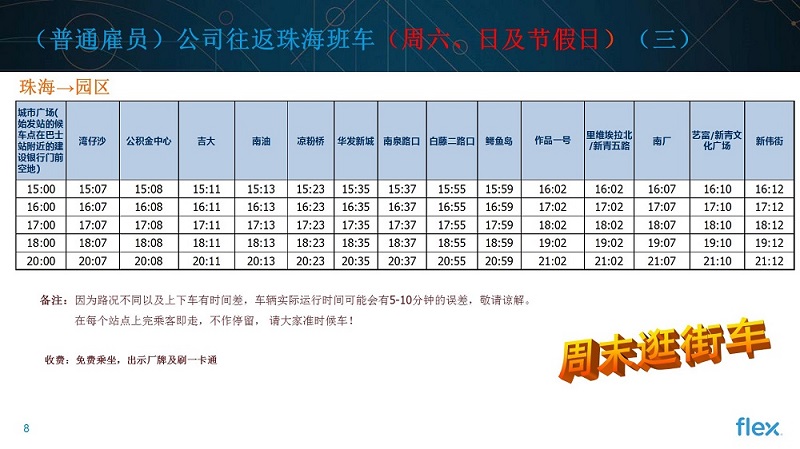 （普通雇员）公司往返珠海班车（周六、日及节假日）（三）
珠海→园区
城市广场(始发站的候车点在巴士站附近的建设银行门前空地) 湾仔沙 公积金中心 吉大 南油 凉粉桥 华发新城 南泉路口 白藤二路口 鳄鱼岛 作品一号 里维埃拉北/新青五路 南厂 艺富/新青文化广场 新伟街
15:00 15:07 15:08 15:11 15:13 15:23 15:35 15:37 15:55 15:59 16:02 16:02 16:07 16:10 16:12
16:00 16:07 16:08 16:11 16:13 16:23 16:35 16:37 16:55 16:59 17:02 17:02 17:07 17:10 17:12
17:00 17:07 17:08 17:11 17:13 17:23 17:35 17:37 17:55 17:59 18:02 18:02 18:07 18:10 18:12
18:00 18:07 18:08 18:11 18:13 18:23 18:35 18:37 18:55 18:59 19:02 19:02 19:07 19:10 19:12
20:00 20:07 20:08 20:11 20:13 20:23 20:35 20:37 20:55 20:59 21:02 21:02 21:07 21:10 21:12
备注：因为路况不同以及上下车有时间差，车辆实际运行时间可能会有5-10分钟的误差，敬请谅解。
在每个站点上完乘客即走，不作停留， 请大家准时候车！
收费：免费乘坐，出示厂牌及刷一卡通
周末逛街车
8
flex